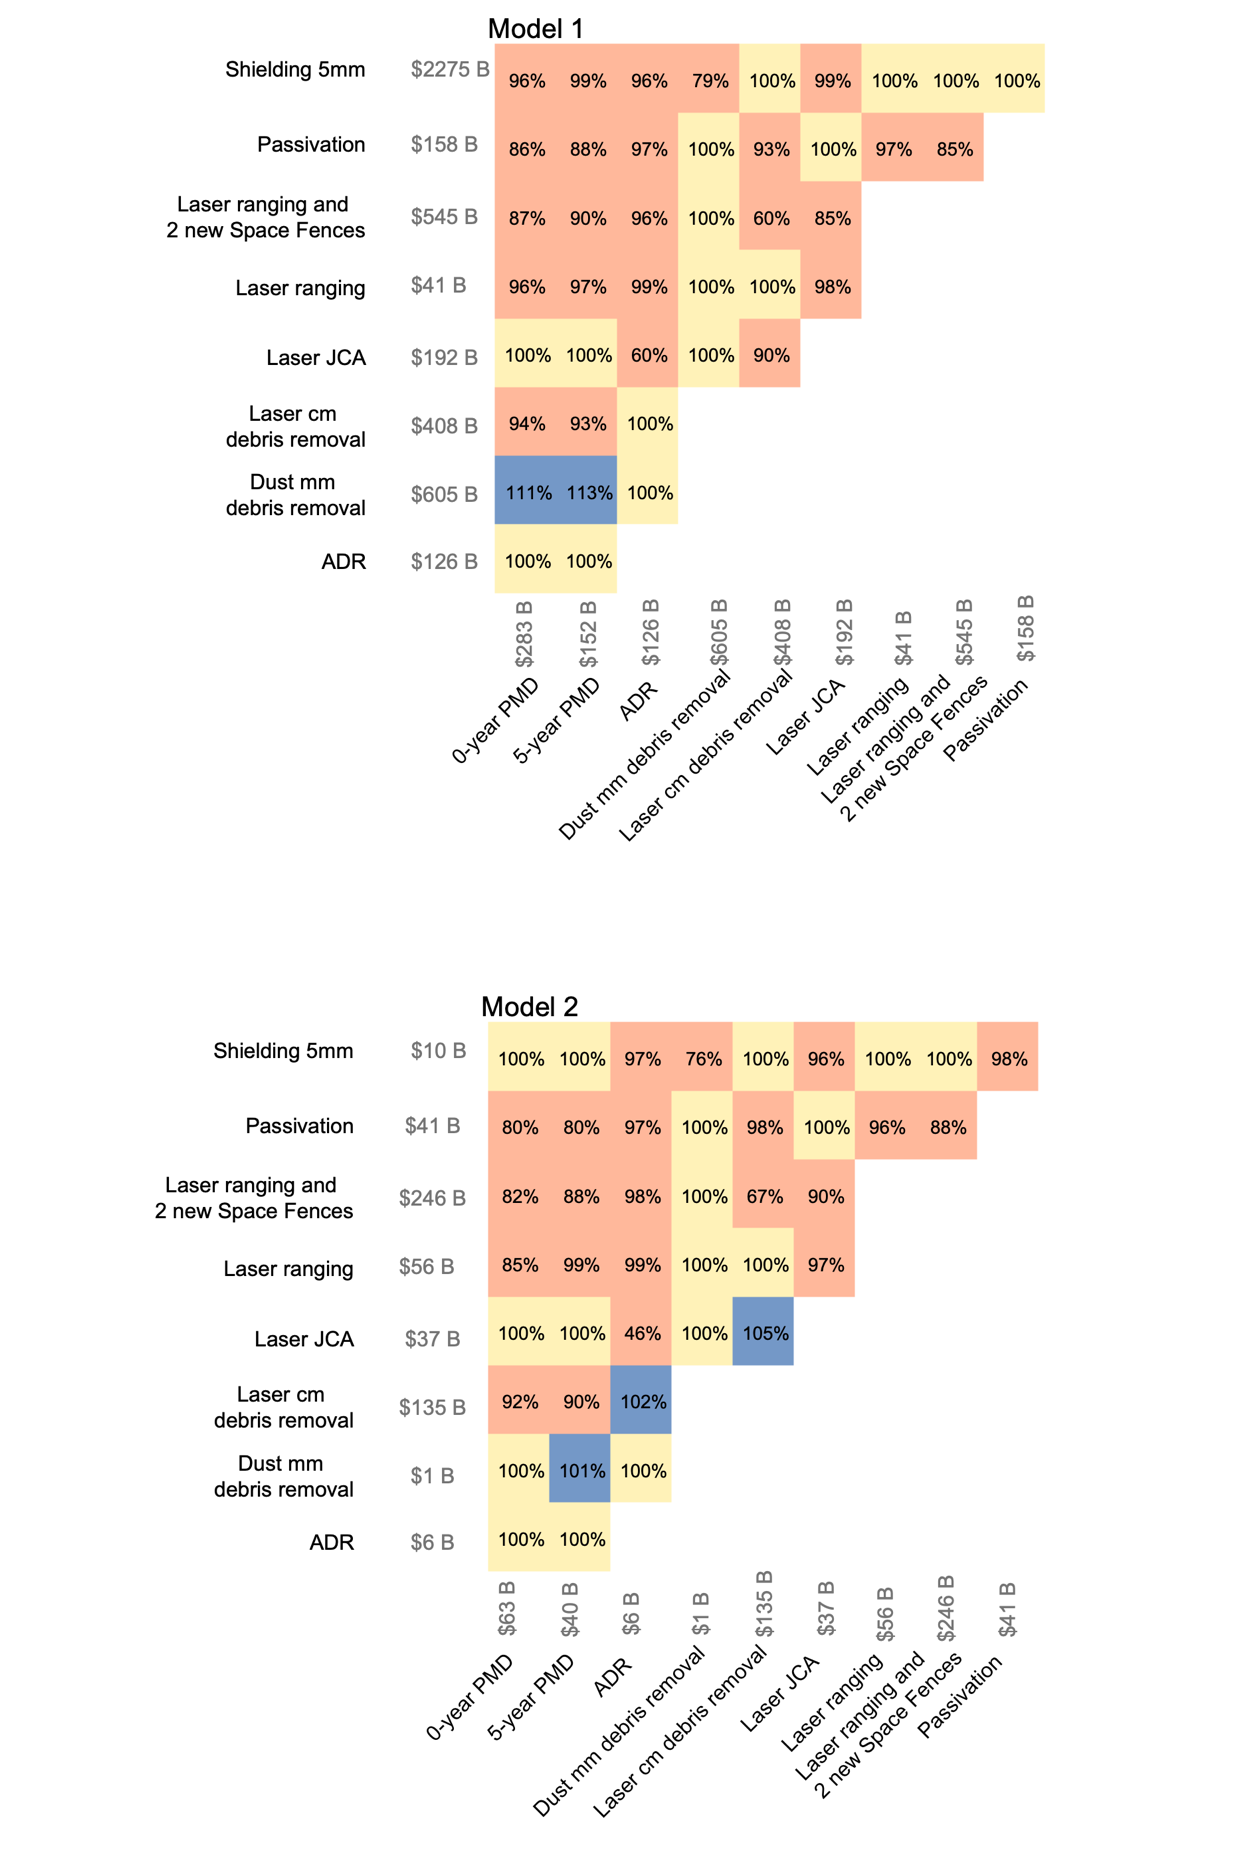 Model 1
Shielding 5mm $2275 B 96% 99% 96% 79% 100% 99% 100% 100% 100%
Passivation $158 B 86% 88% 97% 100% 93% 100% 97% 85%
Laser ranging and
2 new Space Fences $545 B 87% 90% 96% 100% 60% 85%
Laser ranging $41 B 96% 97% 99% 100% 100% 98%
Laser JCA $192 B 100% 100% 60% 100% 90%
Laser cm
debris removal $408 B 94% 93% 100%
Dust mm
debris removal $605 B 111% 113% 100%
ADR $126 B 100% 100%
$283 B $152 B $126 B $605 B $408 B $192 B $41 B $545 B $158 B
0-year PMD
5-year PMD
ADR
Dust mm debris removal
Laser cm debris removal
Laser JCA
Laser ranging
Laser ranging and
2 new Space Fences
Passivation
Model 2
Shielding 5mm $10 B 100% 100% 97% 76% 100% 96% 100% 100% 98%
Passivation $41 B 80% 80% 97% 100% 98% 100% 96% 88%
Laser ranging and
2 new Space Fences $246 B 82% 88% 98% 100% 67% 90%
Laser ranging $56 B 85% 99% 99% 100% 100% 97%
Laser JCA $37 B 100% 100% 46% 100% 105%
Laser cm
debris removal $135 B 92% 90% 102%
Dust mm
debris removal $1 B 100% 101% 100%
ADR $6 B 100% 100%
$63 B $40 B $6 B $1 B $135 B $37 B $56 B $246 B $41 B
0-year PMD
5-year PMD
ADR
Dust mm debris removal
Laser cm debris removal
Laser JCA
Laser ranging
Laser ranging and
2 new Space Fences
Passivation